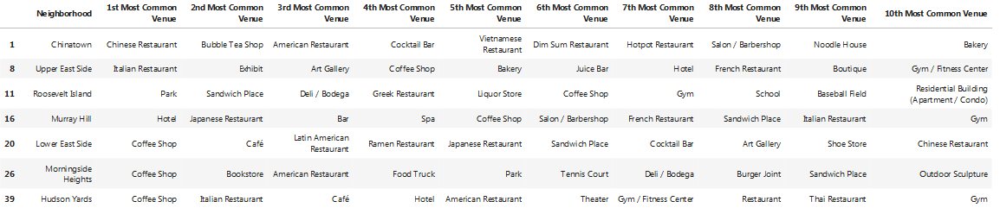 Neighborhood 1st Most Common Venue 2nd Most Common Venue 3rd Most Common Venue 4th Most Common Venue 5th Most Common Venue 6th Most Common Venue 7th Most Common Venue 8th Most Common Venue 9th Most Common Venue 10th Most Common Venue
1 Chinatown Chinese Restaurant Bubble Tea Shop American Restaurant Cocktail Bar Vietnamese Restaurant Dim Sum Restaurant Hotpot Restaurant Salon / Barbershop Noodle House Bakery
8 Upper East Side Italian Restaurant Exhibit Art Gallery Coffee Shop Bakery Juice Bar Hotel French Restaurant Boutique Gym / Fitness Center
11 Roosevelt Island Park Sandwich Place Deli / Bodega Greek Restaurant Liquor Store Coffee Shop Gym School Baseball Field Residential Building (Apartment / Condo)
16 Murray Hill Hotel Japanese Restaurant Bar Spa Coffee Shop Salon / Barbershop French Restaurant Sandwich Place Italian Restaurant Gym
20 Lower East Side Coffee Shop Café Latin American Restaurant Ramen Restaurant Japanese Restaurant Sandwich Place Cocktail Bar Art Gallery Shoe Store Chinese Restaurant
26 Morningside Heights Coffee Shop Bookstore American Restaurant Food Truck Park Tennis Court Deli / Bodega Burger Joint Sandwich Place Outdoor Sculpture
39 Hudson Yards Coffee Shop Italian Restaurant Café Hotel American Restaurant Theater Gym / Fitness Center Restaurant Thai Restaurant Gym